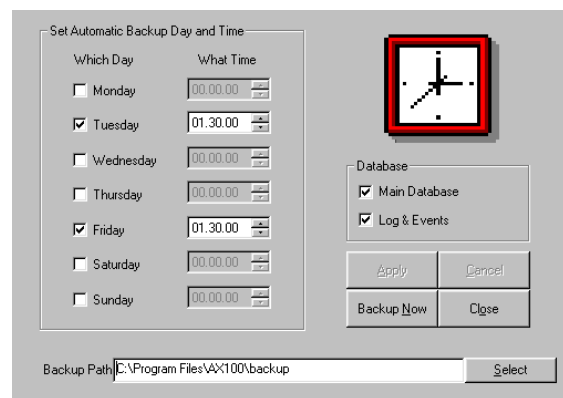 Set Automatic Backup Day and Time
Which Day What Time
Monday 00.00.00
Tuesday 01.30.00
Wednesday 00.00.00
Thursday 00.00.00
Friday 01.30.00
Saturday 00.00.00
Sunday 00.00.00
Database
Main Database
Log & Events
Apply Cancel
Backup Now Close
Backup Path C:\Program Files\AX100\backup Select